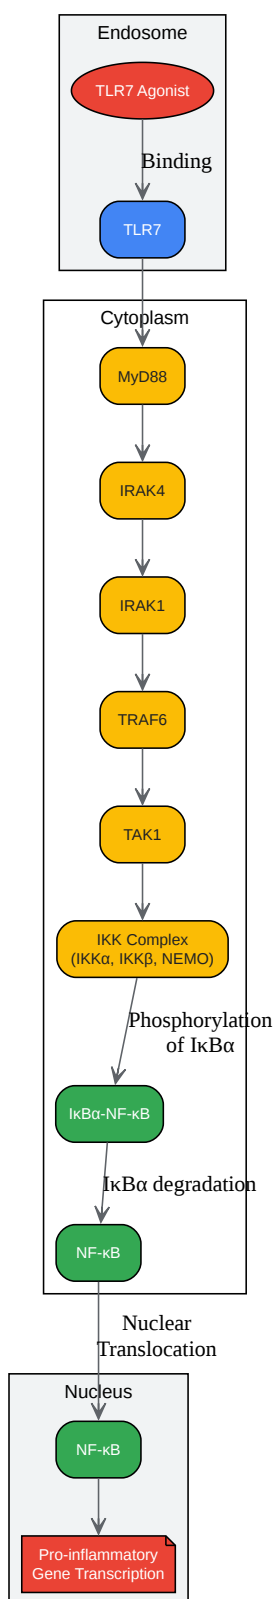 Endosome
TLR7 Agonist
Binding
TLR7
Cytoplasm
MyD88
IRAK4
IRAK1
TRAF6
TAK1
IKK Complex
(IKKα, IKKβ, NEMO)
Phosphorylation
of IκBα
IκBα-NF-κB
IκBα degradation
NF-κB
Nuclear
Translocation
Nucleus
NF-κB
Pro-inflammatory
Gene Transcription